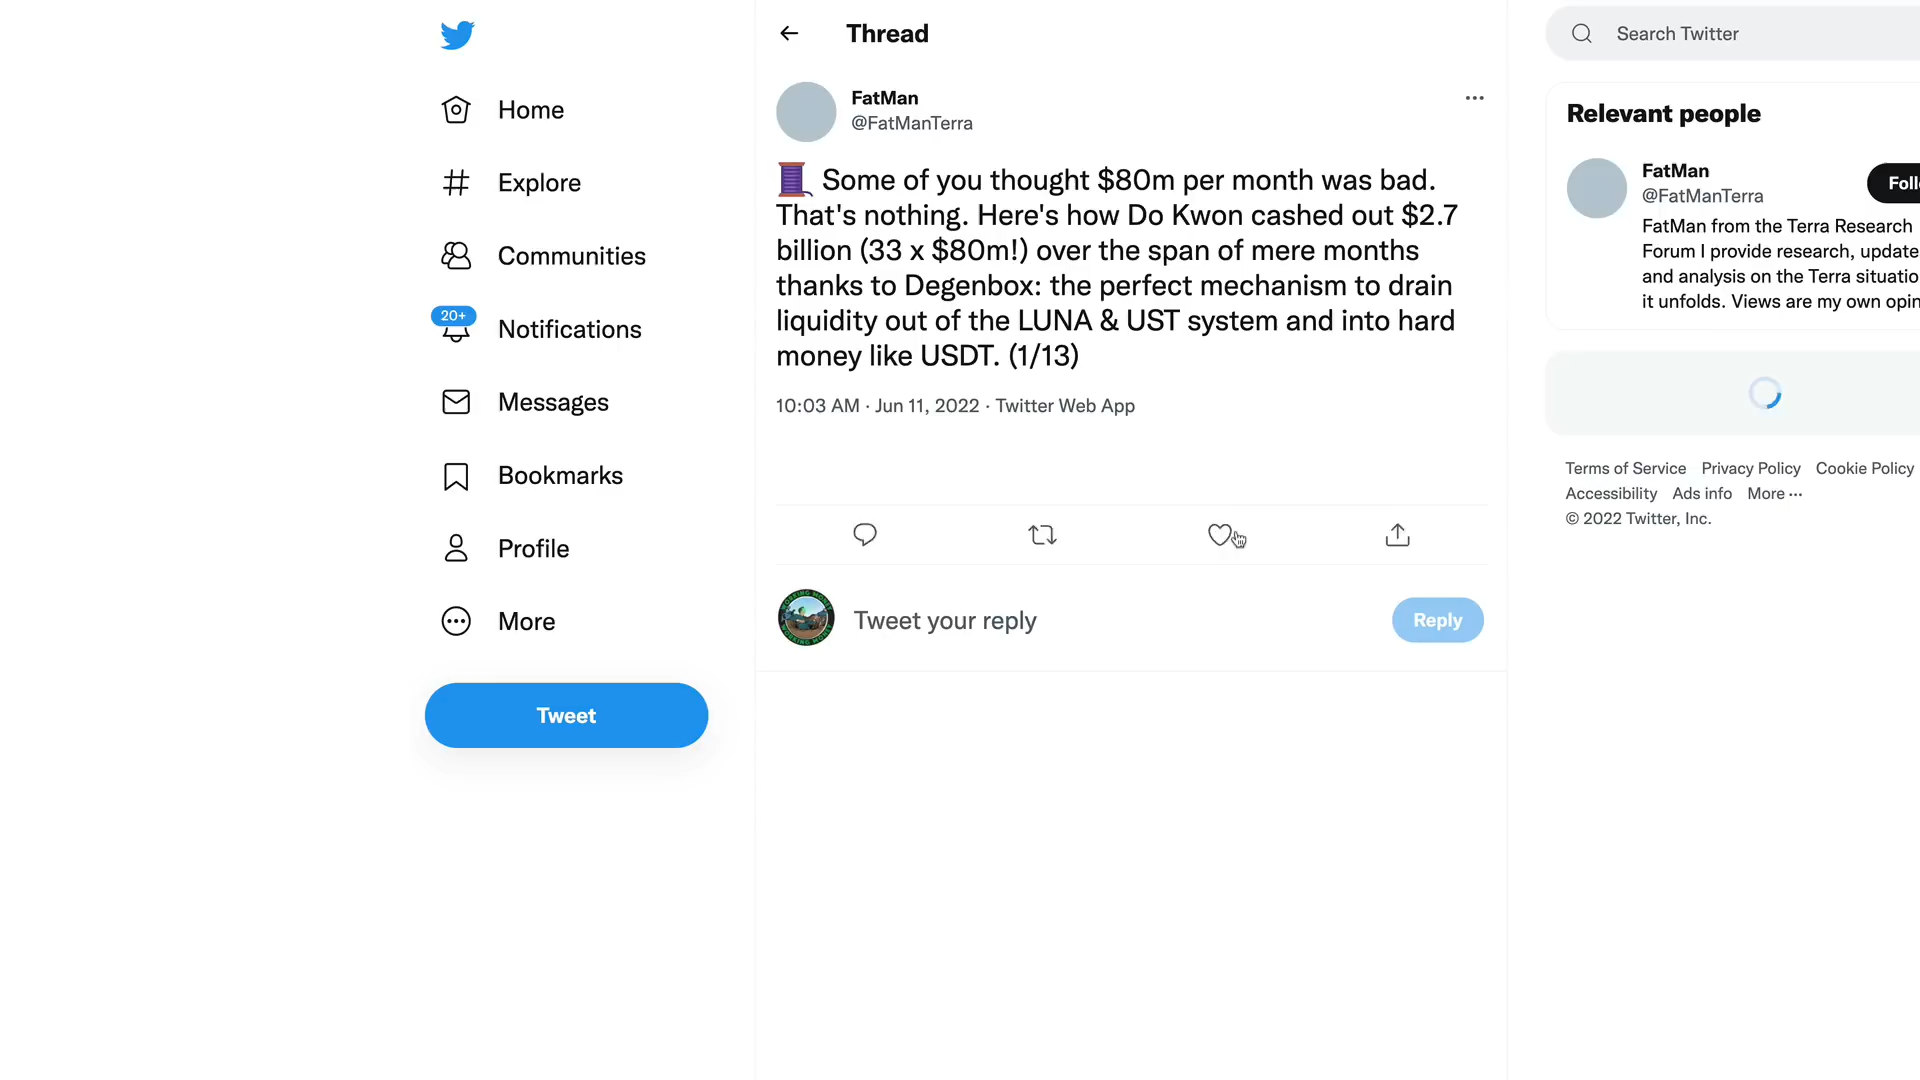 Home
Explore
Communities
20+
Notifications
Messages
Bookmarks
Profile
More
Tweet
Thread
FatMan
@FatManTerra
Some of you thought $80m per month was bad.
That's nothing. Here's how Do Kwon cashed out $2.7
billion (33 x $80m!) over the span of mere months
thanks to Degenbox: the perfect mechanism to drain
liquidity out of the LUNA & UST system and into hard
money like USDT. (1/13)
10:03 AM · Jun 11, 2022 · Twitter Web App
Tweet your reply
Reply
Search Twitter
Relevant people
FatMan
@FatManTerra
FatMan from the Terra Research
Forum I provide research,
and analysis on the Terra
it unfolds. Views are my own
Terms of Service Privacy Policy Cookie Policy
Accessibility Ads info More ···
© 2022 Twitter, Inc.